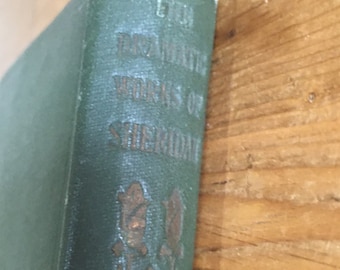 THE
DRAMATIC
WORKS OF
SHERIDAN